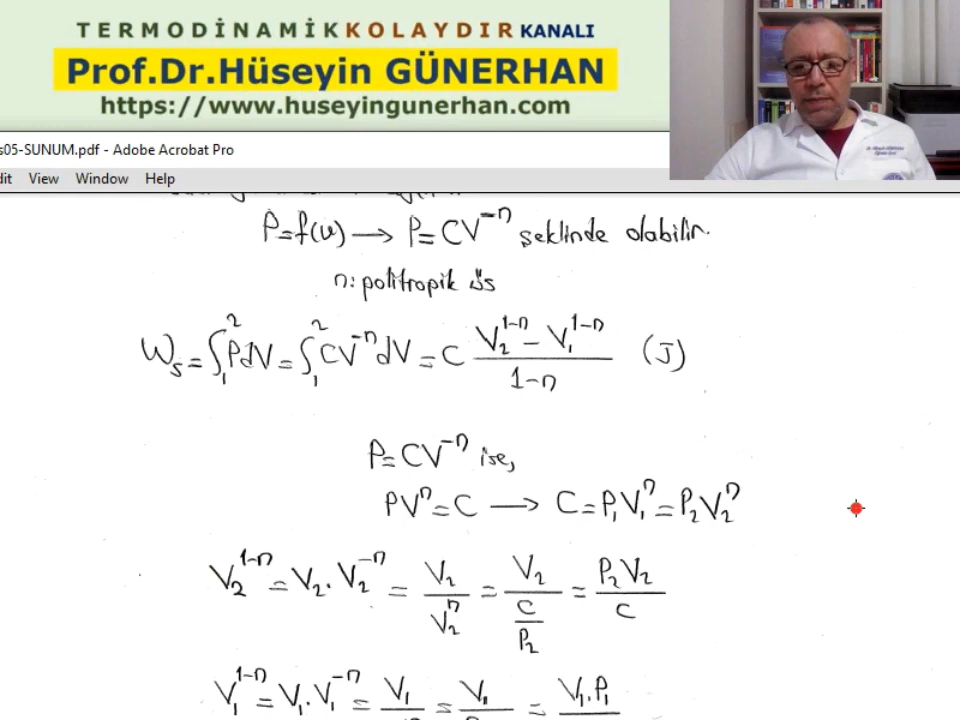 TERMODİNAMİKKOLAYDIR KANALI
Prof.Dr.Hüseyin GÜNERHAN
https://www.huseyingunerhan.com
s05-SUNUM.pdf - Adobe Acrobat Pro
dit View Window Help
P=f(v) → P=CV^-n şeklinde olabilir.
n: politropik üs
Ws = ∫₁² PdV = ∫₁² CV^-n dV = C (V₂^1-n - V₁^1-n) / (1-n) (J)
P=CV^-n ise,
PV^n = C → C = P₁V₁^n = P₂V₂^n
V₂^1-n = V₂.V₂^-n = V₂ / V₂^n = V₂ / (C / P₂) = P₂V₂ / C
V₁^1-n = V₁.V₁^-n = V₁ = V₁ = V₁.P₁